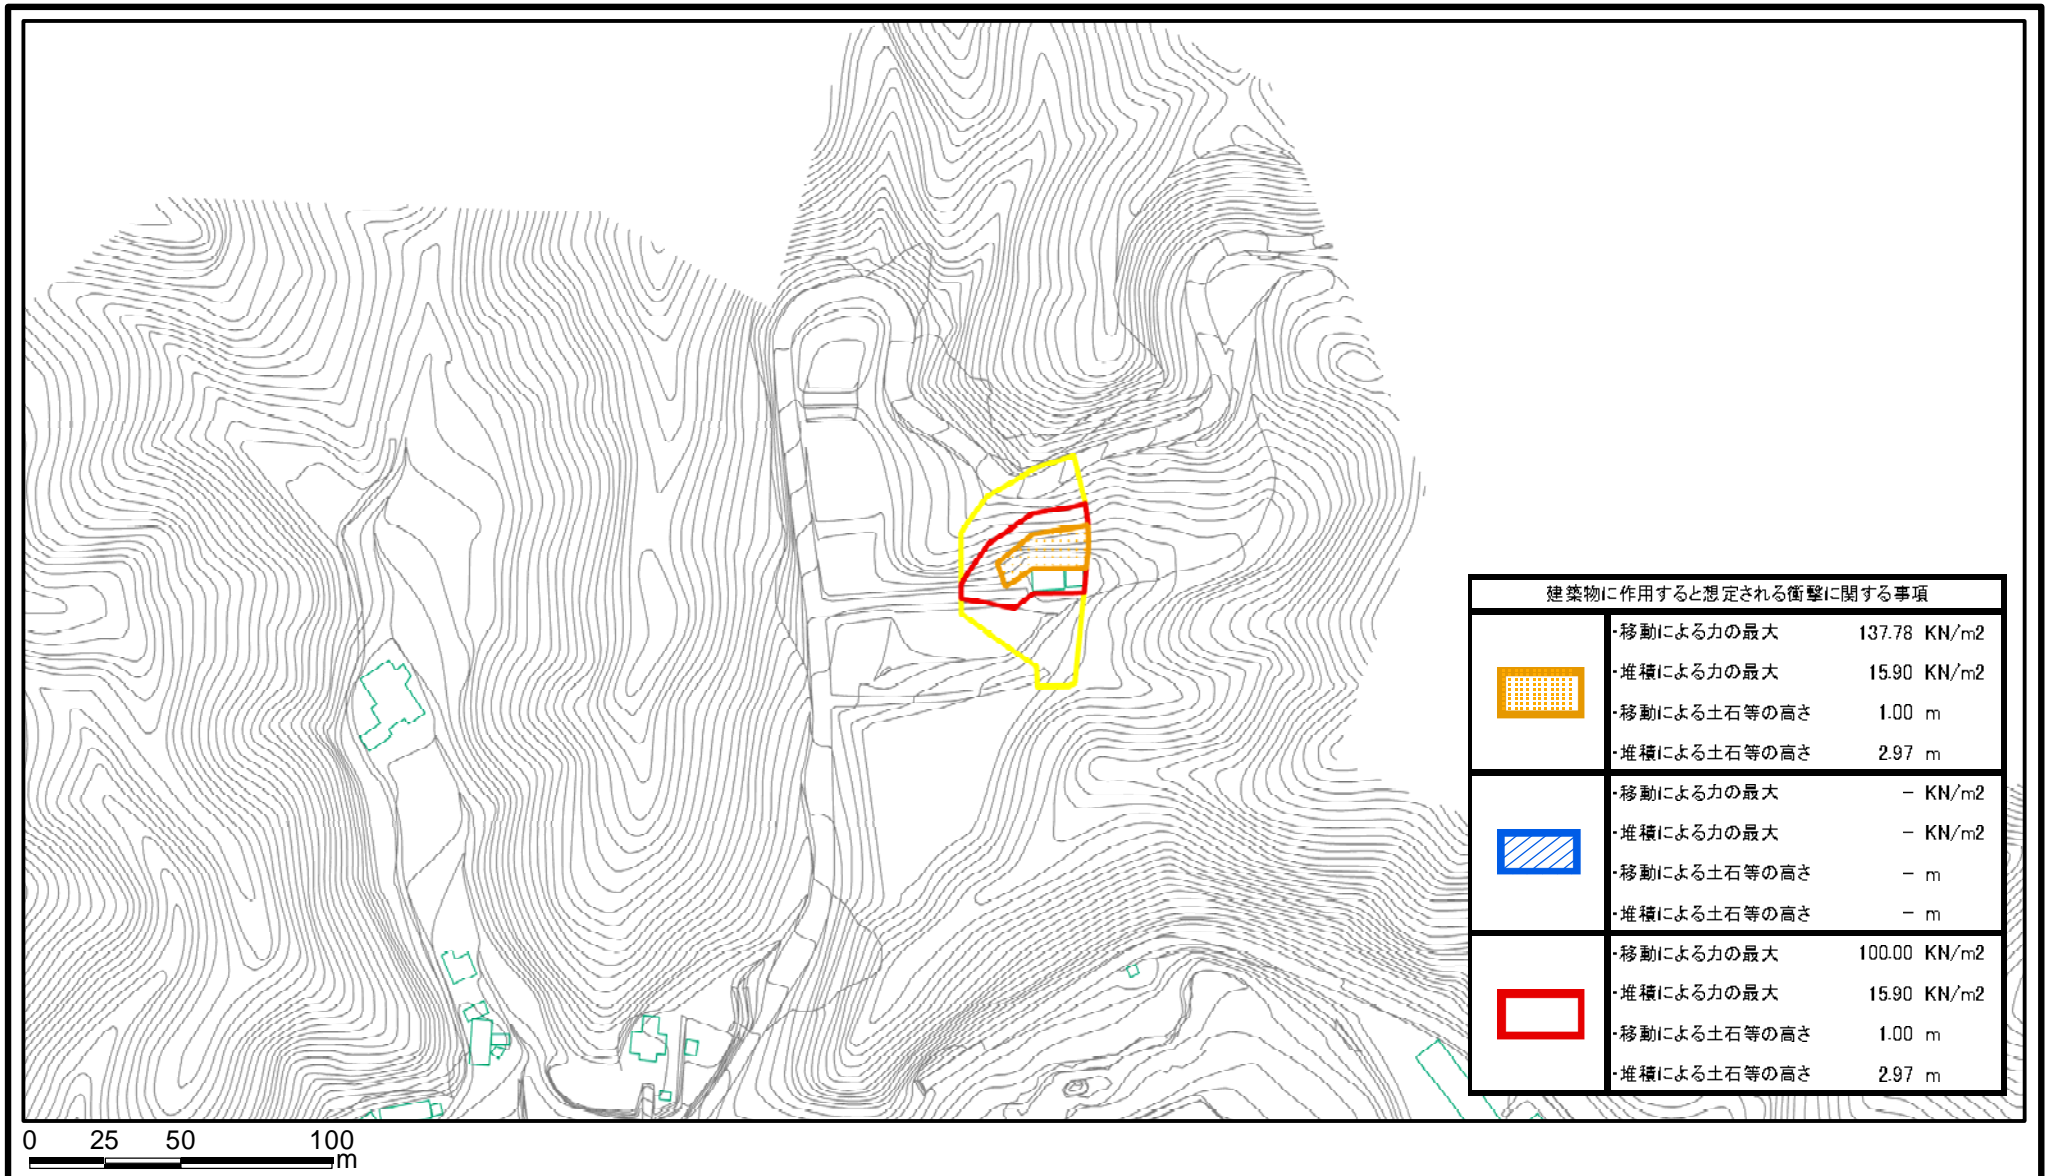 建築物に作用すると想定される衝撃に関する事項
・移動による力の最大 137.78 KN/m2
・堆積による力の最大 15.90 KN/m2
・移動による土石等の高さ 1.00 m
・堆積による土石等の高さ 2.97 m
・移動による力の最大 － KN/m2
・堆積による力の最大 － KN/m2
・移動による土石等の高さ － m
・堆積による土石等の高さ － m
・移動による力の最大 100.00 KN/m2
・堆積による力の最大 15.90 KN/m2
・移動による土石等の高さ 1.00 m
・堆積による土石等の高さ 2.97 m
0 25 50 100
m